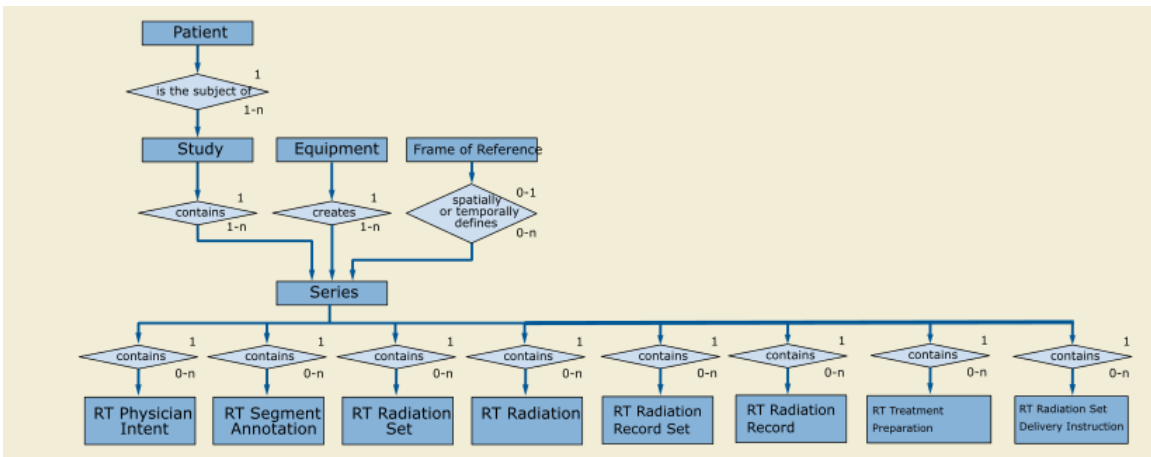 Patient
1
is the subject of
1-n
Study
Equipment
Frame of Reference
1
contains
1-n
1
creates
1-n
0-1
spatially
or temporally
defines
0-n
Series
1
contains
0-n
1
contains
0-n
1
contains
0-n
1
contains
0-n
1
contains
0-n
1
contains
0-n
1
contains
0-n
1
contains
0-n
RT Physician
Intent
RT Segment
Annotation
RT Radiation
Set
RT Radiation
RT Radiation
Record Set
RT Radiation
Record
RT Treatment
Preparation
RT Radiation Set
Delivery Instruction